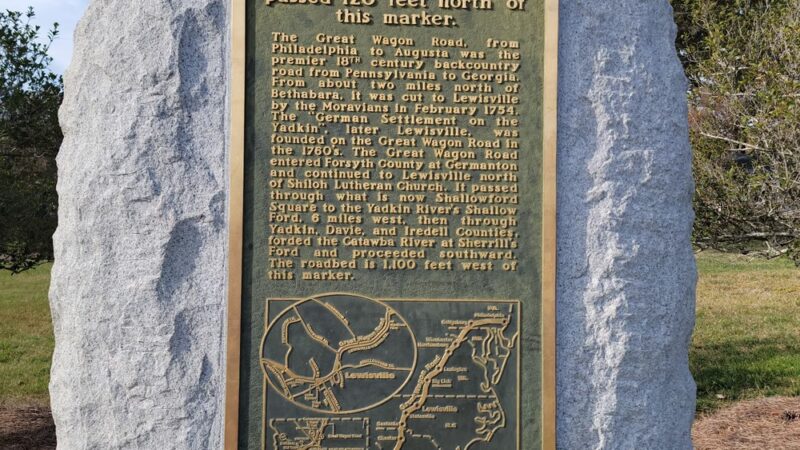 passed 120 feet north of
this marker.
The Great Wagon Road, from
Philadelphia to Augusta was the
premier 18TH century backcountry
road from Pennsylvania to Georgia.
From about two miles north of
Bethabara, it was cut to Lewisville
by the Moravians in February 1754.
The "German Settlement on the
Yadkin", later Lewisville, was
founded on the Great Wagon Road in
the 1760's. The Great Wagon Road
entered Forsyth County at Germanton
and continued to Lewisville north
of Shiloh Lutheran Church. It passed
through what is now Shallowford
Square to the Yadkin River's Shallow
Ford, 6 miles west, then through
Yadkin, Davie, and Iredell Counties,
forded the Catawba River at Sherrill's
Ford and proceeded southward.
The roadbed is 1,100 feet west of
this marker.
Lewisville
Philadelphia
Lexington
Big Lick
Lewisville
Statesville